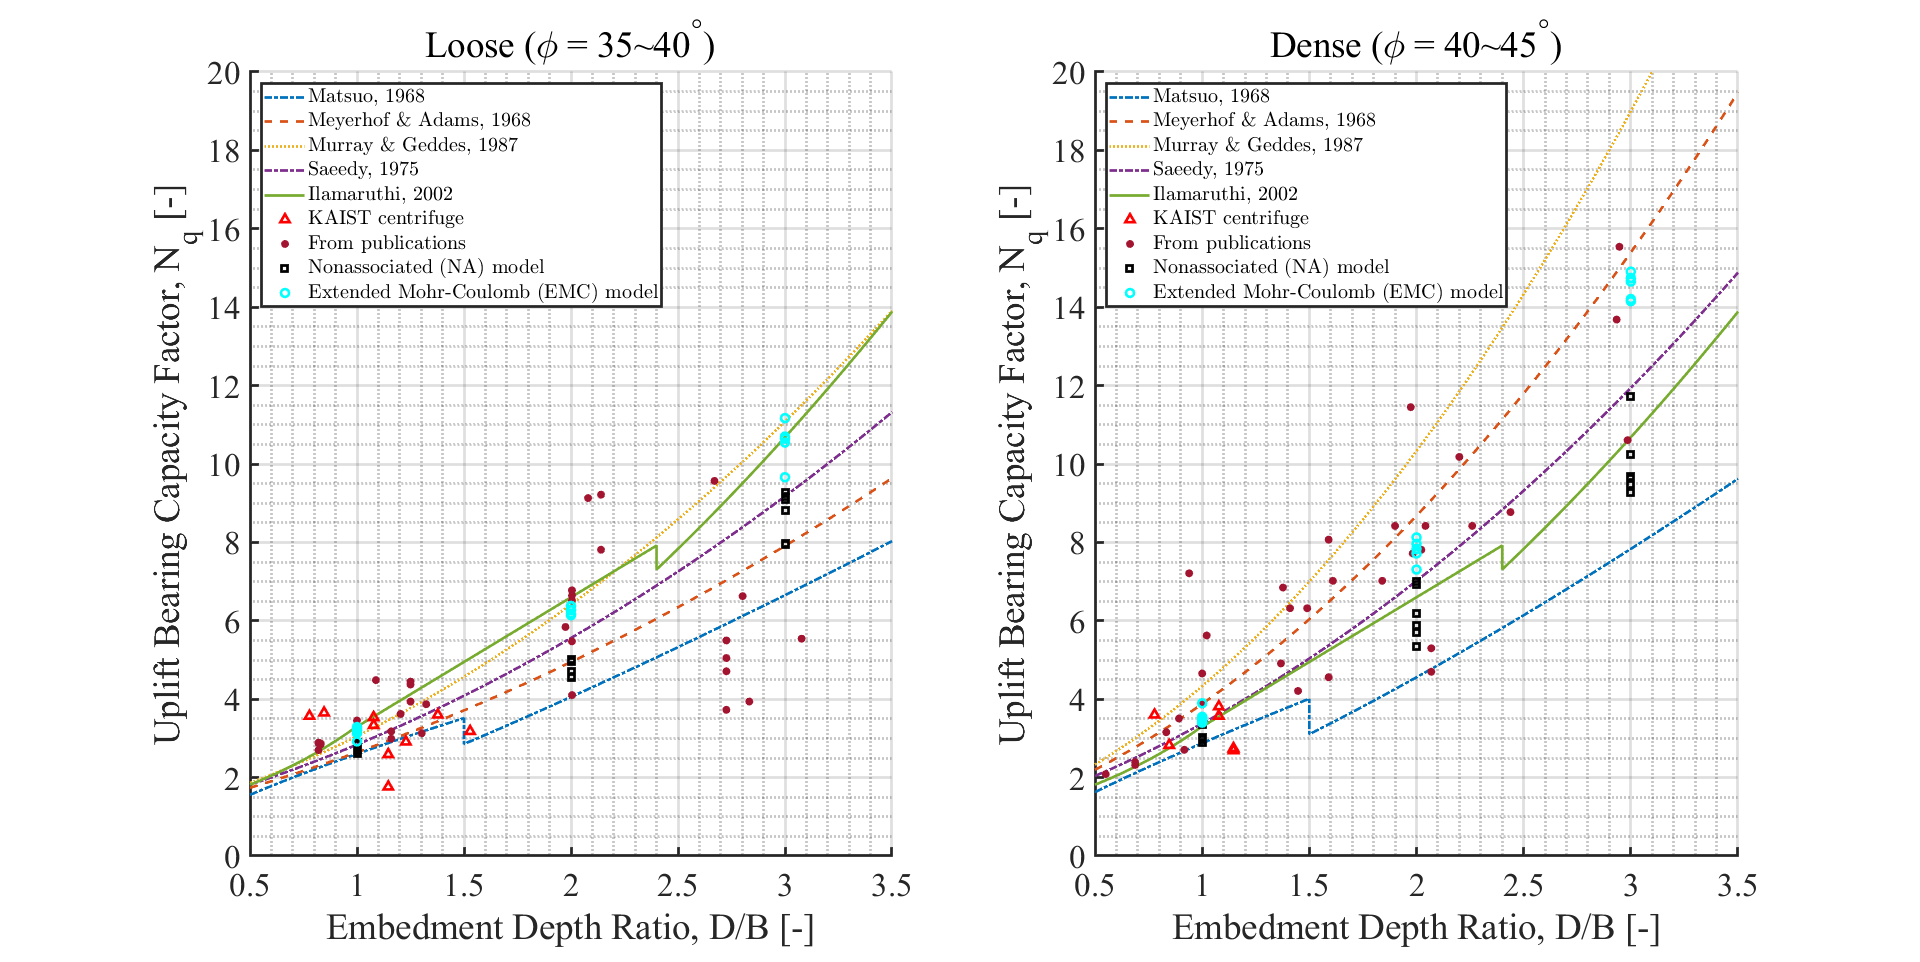 Loose (ϕ = 35~40°)
20
18
16
14
12
10
8
6
4
2
0
Uplift Bearing Capacity Factor, N_q [-]
Matsuo, 1968
Meyerhof & Adams, 1968
Murray & Geddes, 1987
Saeedy, 1975
Ilamaruthi, 2002
KAIST centrifuge
From publications
Nonassociated (NA) model
Extended Mohr-Coulomb (EMC) model
0.5 1 1.5 2 2.5 3 3.5
Embedment Depth Ratio, D/B [-]
Dense (ϕ = 40~45°)
20
18
16
14
12
10
8
6
4
2
0
Uplift Bearing Capacity Factor, N_q [-]
Matsuo, 1968
Meyerhof & Adams, 1968
Murray & Geddes, 1987
Saeedy, 1975
Ilamaruthi, 2002
KAIST centrifuge
From publications
Nonassociated (NA) model
Extended Mohr-Coulomb (EMC) model
0.5 1 1.5 2 2.5 3 3.5
Embedment Depth Ratio, D/B [-]